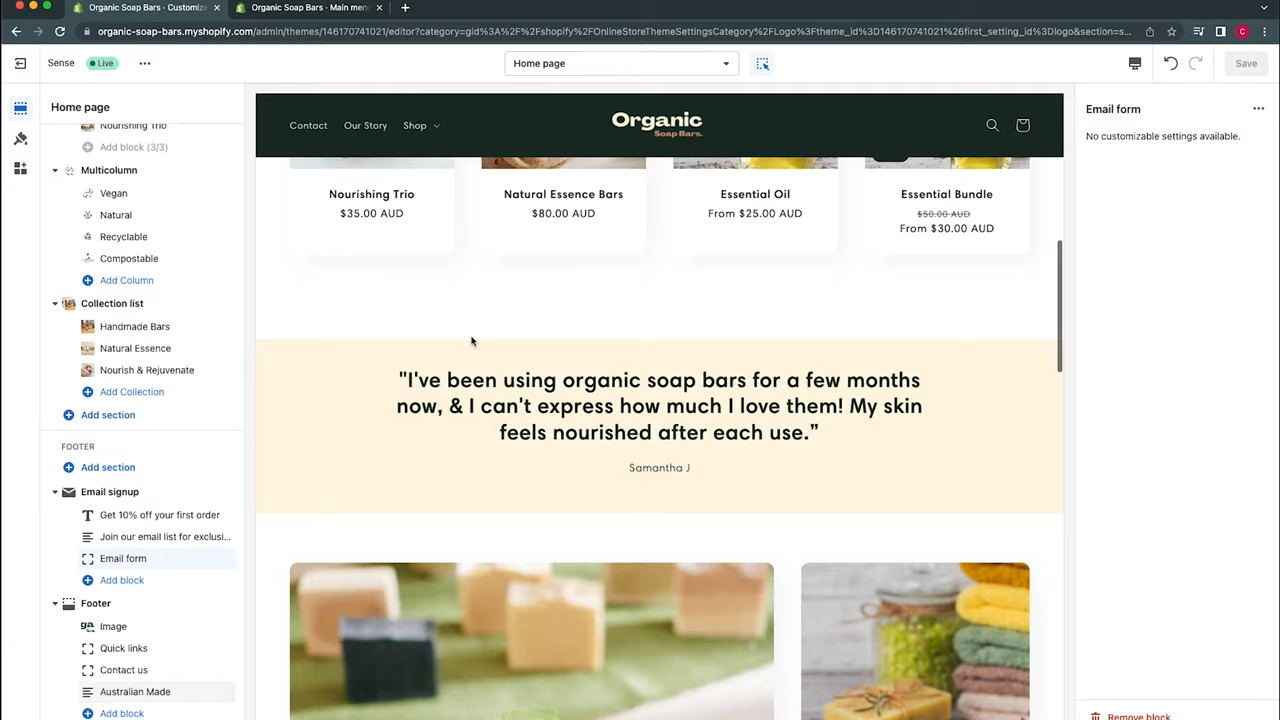 Organic Soap Bars · Customiz
Organic Soap Bars · Main men
organic-soap-bars.myshopify.com/admin/themes/146170741021/editor?category=gid%3A%2F%2Fshopify%2FOnlineStoreThemeSettingsCategory%2FLogo%3Ftheme_id%3D146170741021%26first_setting_id%3Dlogo&section=s...
C
Sense
Live
Home page
Save
Home page
Nourishing Trio
Add block (3/3)
Multicolumn
Vegan
Natural
Recyclable
Compostable
Add Column
Collection list
Handmade Bars
Natural Essence
Nourish & Rejuvenate
Add Collection
Add section
FOOTER
Add section
Email signup
Get 10% off your first order
Join our email list for exclusi...
Email form
Add block
Footer
Image
Quick links
Contact us
Australian Made
Add block
Contact
Our Story
Shop
Organic
Soap Bars.
Nourishing Trio
$35.00 AUD
Natural Essence Bars
$80.00 AUD
Essential Oil
From $25.00 AUD
Essential Bundle
$50.00 AUD
From $30.00 AUD
"I've been using organic soap bars for a few months
now, & I can't express how much I love them! My skin
feels nourished after each use.”
Samantha J
Email form
No customizable settings available.
Remove block